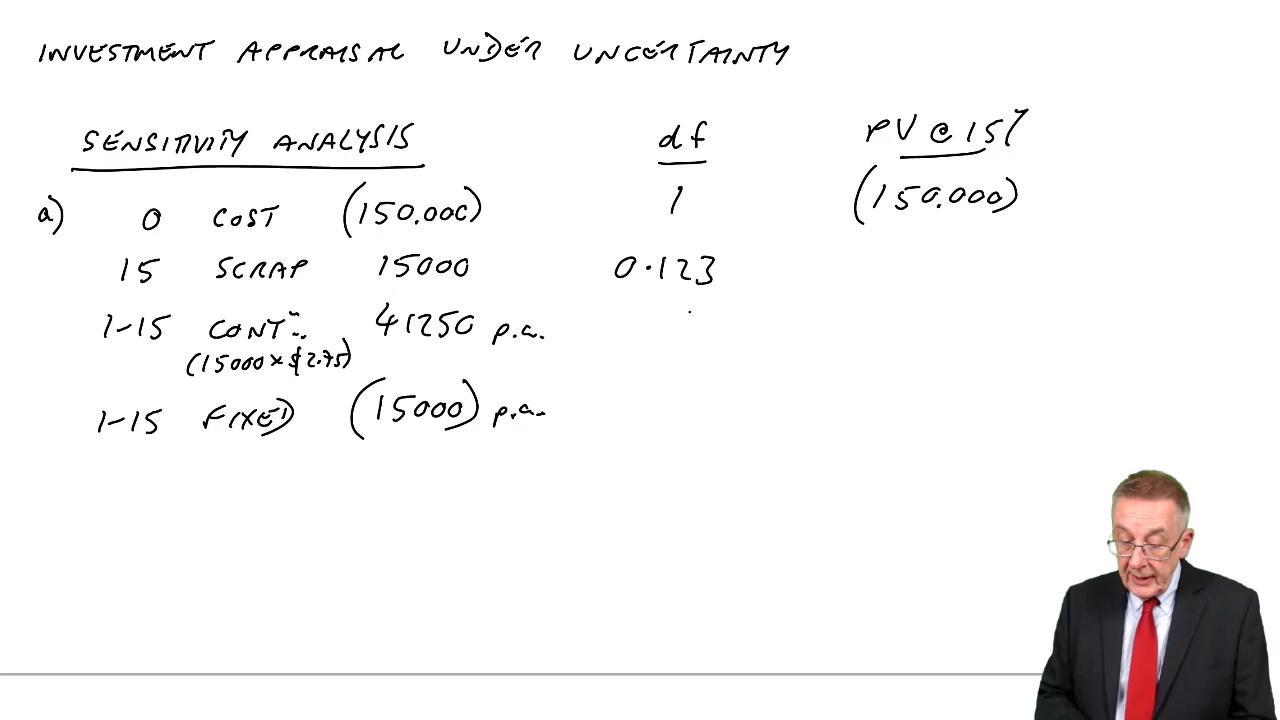 INVESTMENT APPRAISAL UNDER UNCERTAINTY
SENSITIVITY ANALYSIS df PV @ 15%
a) 0 COST (150.000) 1 (150.000)
15 SCRAP 15000 0.123
1-15 CONTN 41250 p.a.
(15000 x $2.75)
1-15 FIXED (15000) p.a.